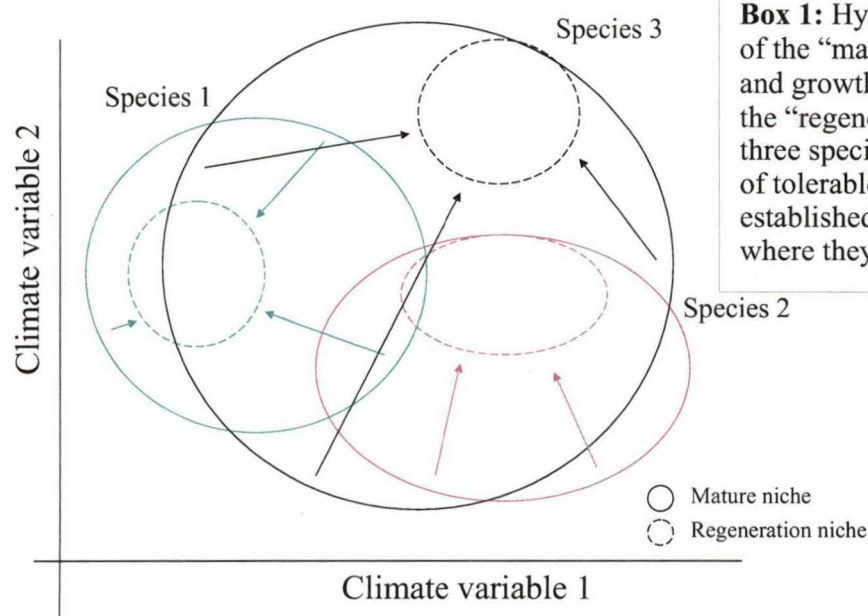 Box 1: Hy
of the “ma
and growth
the “regen
three speci
of tolerable
established
where they
Species 3
Species 1
Species 2
Climate variable 2
Mature niche
Regeneration niche
Climate variable 1